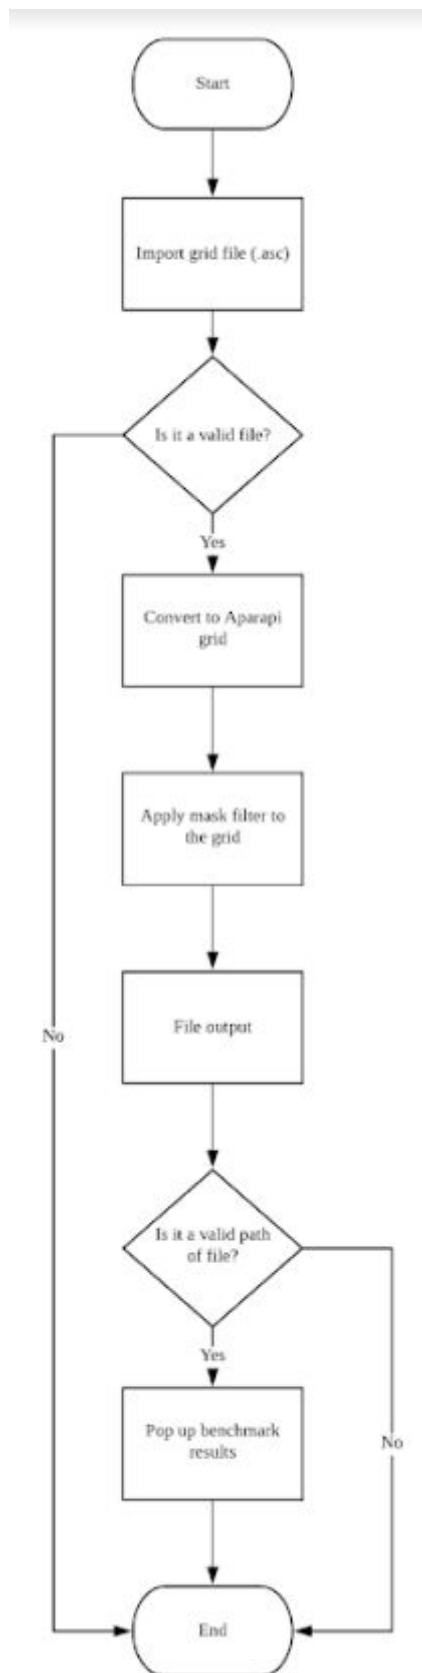 Start
Import grid file (.asc)
Is it a valid file?
Yes
Convert to Aparapi
grid
Apply mask filter to
the grid
File output
No
Is it a valid path
of file?
Yes
Pop up benchmark
results
No
End